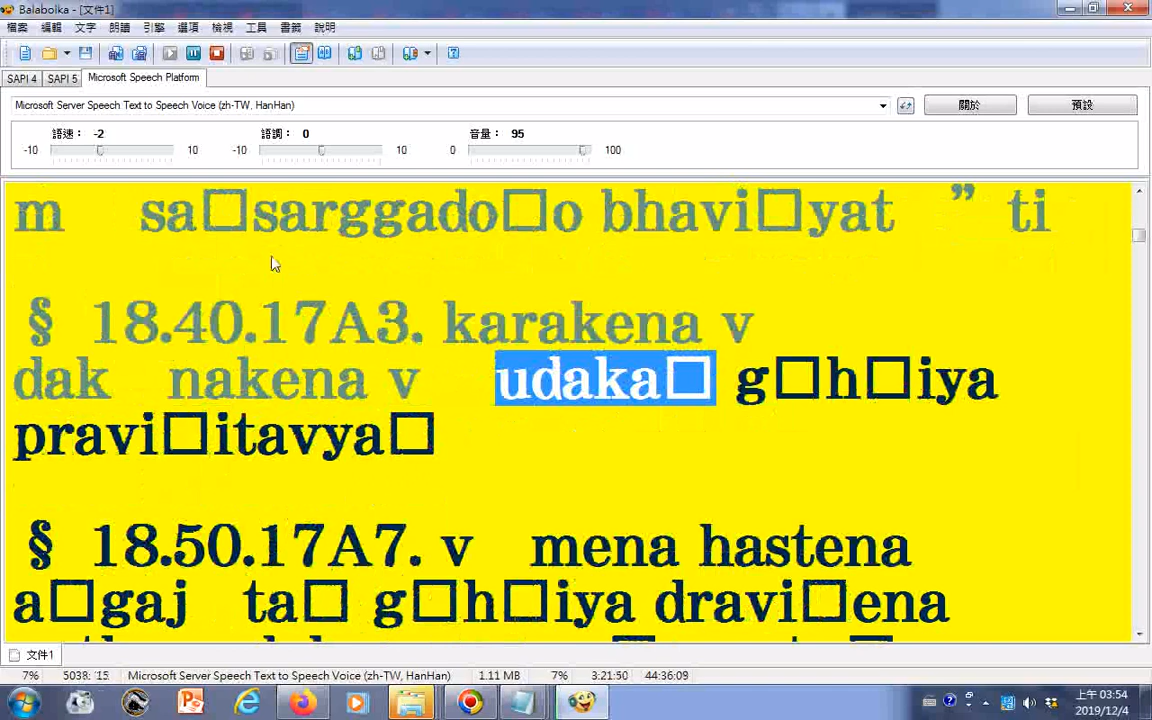 Balabolka - [文件1]
檔案 編輯 文字 朗讀 引擎 選項 檢視 工具 書籤 說明
SAPI 4 SAPI 5 Microsoft Speech Platform
Microsoft Server Speech Text to Speech Voice (zh-TW, HanHan) 關於 預設
語速： -2 語調： 0 音量： 95
-10 10 -10 10 0 100
m sa□sarggado□o bhavi□yat ” ti
§ 18.40.17A3. karakena v
dak nakena v udaka□ g□h□iya
pravi□itavya□
§ 18.50.17A7. v mena hastena
a□gaj ta□ g□h□iya dravi□ena
文件1
7% 5038: 15 Microsoft Server Speech Text to Speech Voice (zh-TW, HanHan) 1.11 MB 7% 3:21:50 44:36:09
上午 03:54
2019/12/4